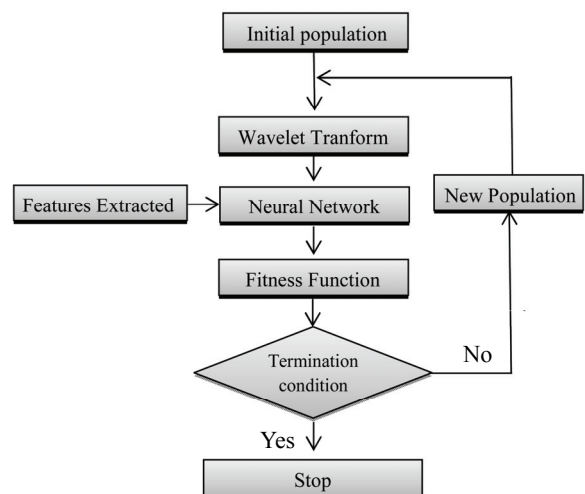 Initial population
Wavelet Tranform
Features Extracted
Neural Network
New Population
Fitness Function
Termination
condition
No
Yes
Stop